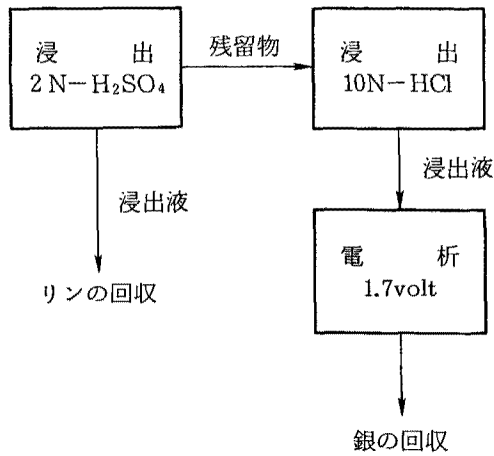 浸 出
2N-H₂SO₄
残留物
浸 出
10N-HCl
浸出液
リンの回収
浸出液
電 析
1.7volt
銀の回収